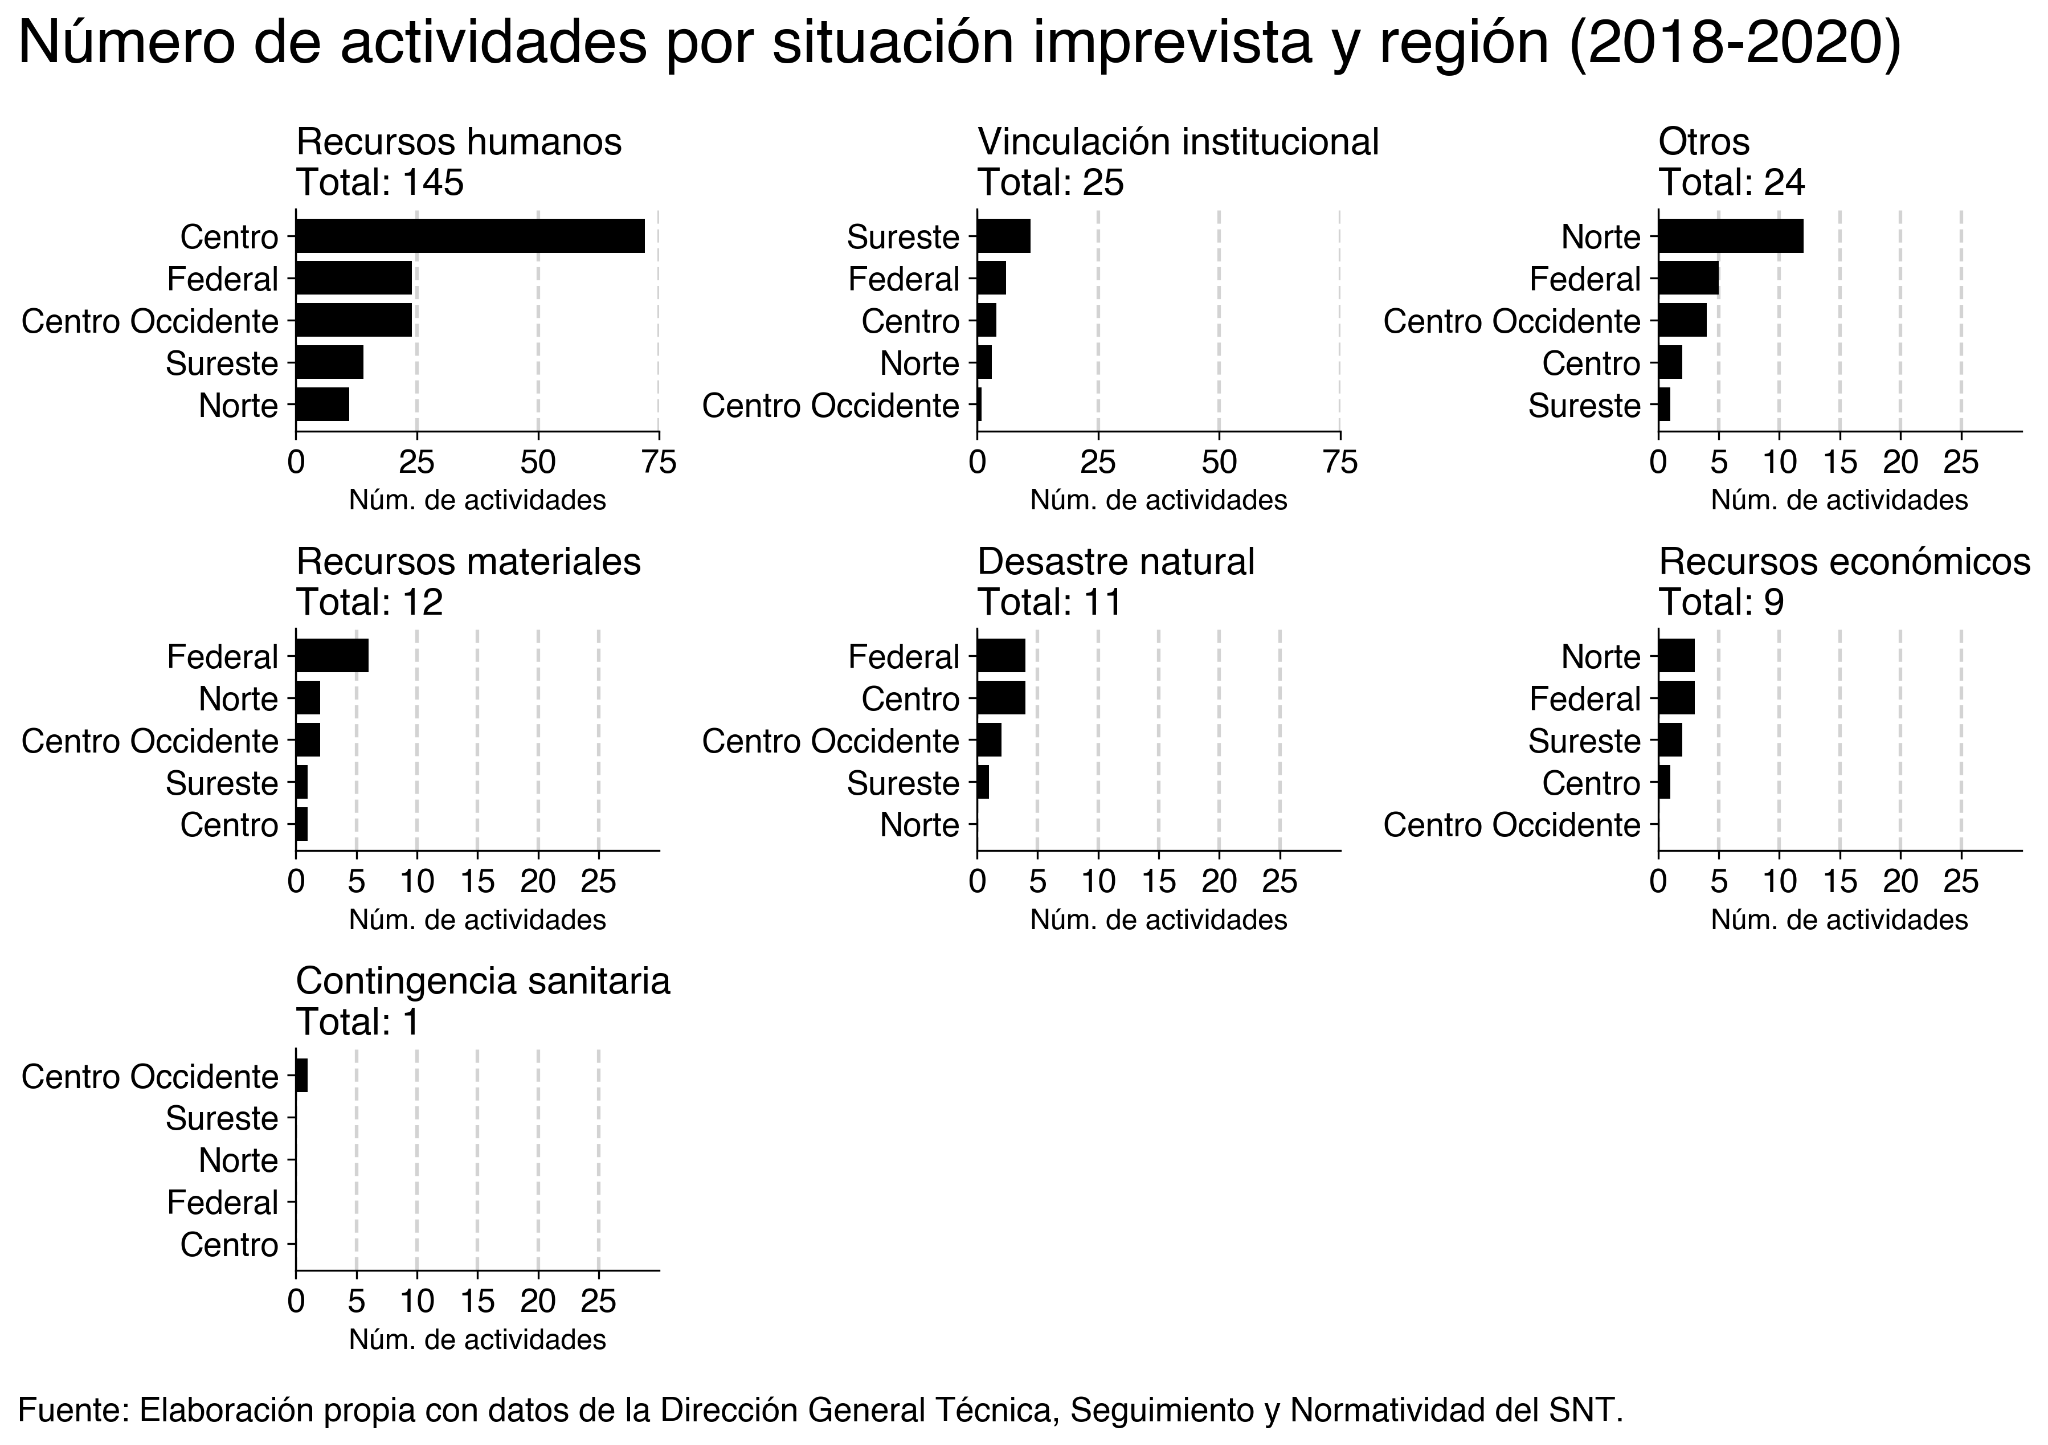 Número de actividades por situación imprevista y región (2018-2020)
Recursos humanos
Total: 145
Centro
Federal
Centro Occidente
Sureste
Norte
0 25 50 75
Núm. de actividades
Vinculación institucional
Total: 25
Sureste
Federal
Centro
Norte
Centro Occidente
0 25 50 75
Núm. de actividades
Otros
Total: 24
Norte
Federal
Centro Occidente
Centro
Sureste
0 5 10 15 20 25
Núm. de actividades
Recursos materiales
Total: 12
Federal
Norte
Centro Occidente
Sureste
Centro
0 5 10 15 20 25
Núm. de actividades
Desastre natural
Total: 11
Federal
Centro
Centro Occidente
Sureste
Norte
0 5 10 15 20 25
Núm. de actividades
Recursos económicos
Total: 9
Norte
Federal
Sureste
Centro
Centro Occidente
0 5 10 15 20 25
Núm. de actividades
Contingencia sanitaria
Total: 1
Centro Occidente
Sureste
Norte
Federal
Centro
0 5 10 15 20 25
Núm. de actividades
Fuente: Elaboración propia con datos de la Dirección General Técnica, Seguimiento y Normatividad del SNT.